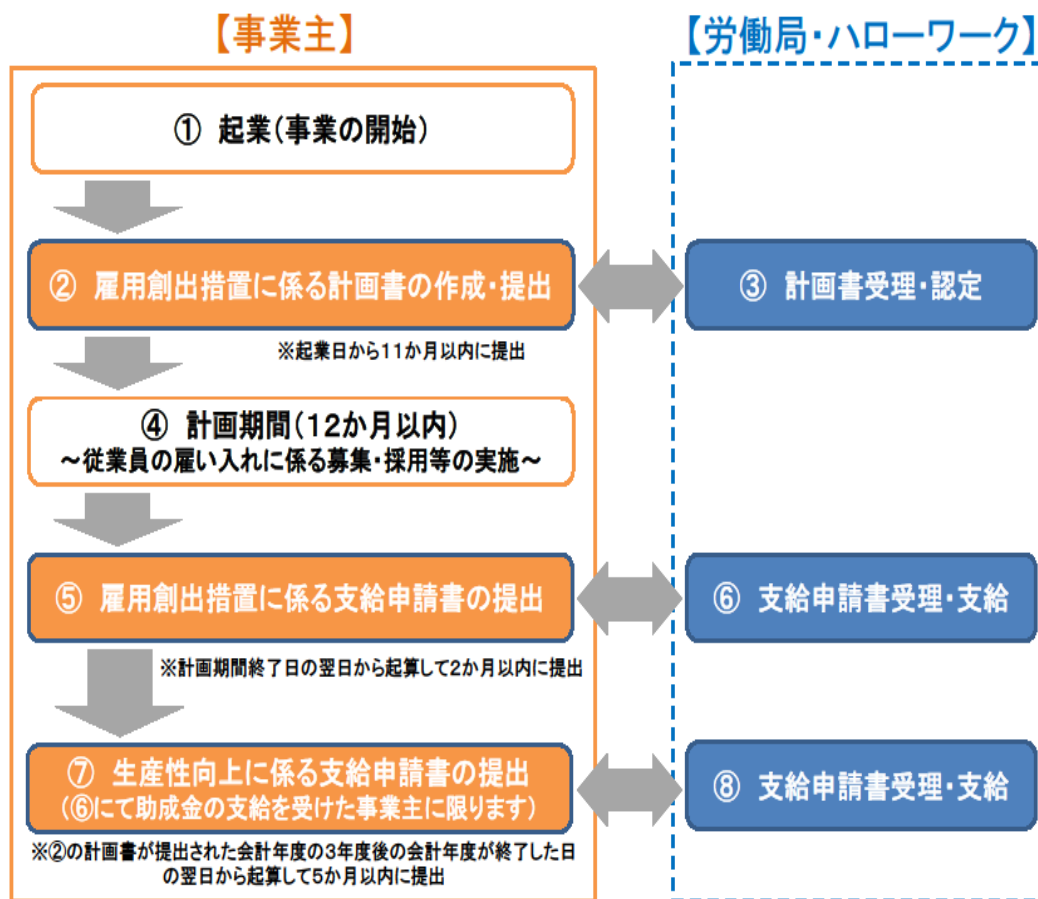 【事業主】
【労働局・ハローワーク】
① 起業(事業の開始)
② 雇用創出措置に係る計画書の作成・提出
③ 計画書受理・認定
※起業日から11か月以内に提出
④ 計画期間(12か月以内)
～従業員の雇い入れに係る募集・採用等の実施～
⑤ 雇用創出措置に係る支給申請書の提出
⑥ 支給申請書受理・支給
※計画期間終了日の翌日から起算して2か月以内に提出
⑦ 生産性向上に係る支給申請書の提出
(⑥にて助成金の支給を受けた事業主に限ります)
⑧ 支給申請書受理・支給
※②の計画書が提出された会計年度の3年度後の会計年度が終了した日
の翌日から起算して5か月以内に提出